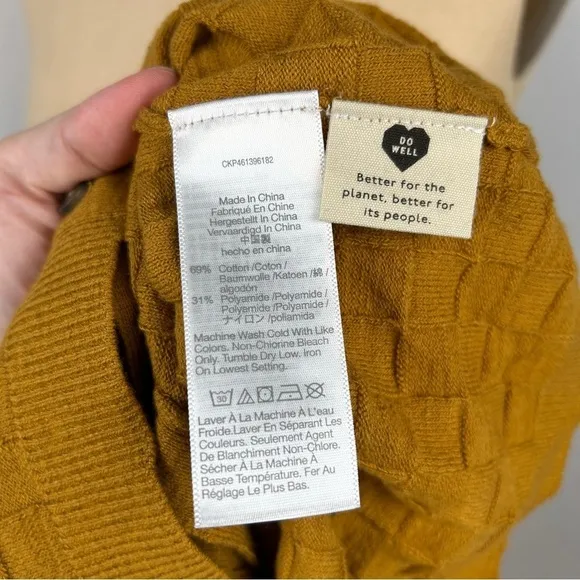 CKP461396182
Made In China
Fabriqué En Chine
Hergestellt In China
Vervaardigd In China
中国製
hecho en china
69% Cotton /Coton /
Baumwolle /Katoen /綿 /
algodón
31% Polyamide /Polyamide /
Polyamide /Polyamide /
ナイロン /poliamida
Machine Wash Cold With Like
Colors. Non-Chlorine Bleach
Only. Tumble Dry Low. Iron
On Lowest Setting.
30
Laver À La Machine À L'eau
Froide.Laver En Séparant Les
Couleurs. Seulement Agent
De Blanchiment Non-Chlore.
Sécher À La Machine À
Basse Température. Fer Au
Réglage Le Plus Bas.
DO
WELL
Better for the
planet, better for
its people.